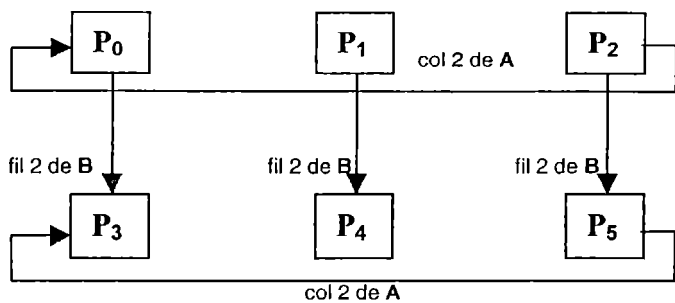 P0 P1 P2
col 2 de A
fil 2 de B fil 2 de B fil 2 de B
P3 P4 P5
col 2 de A